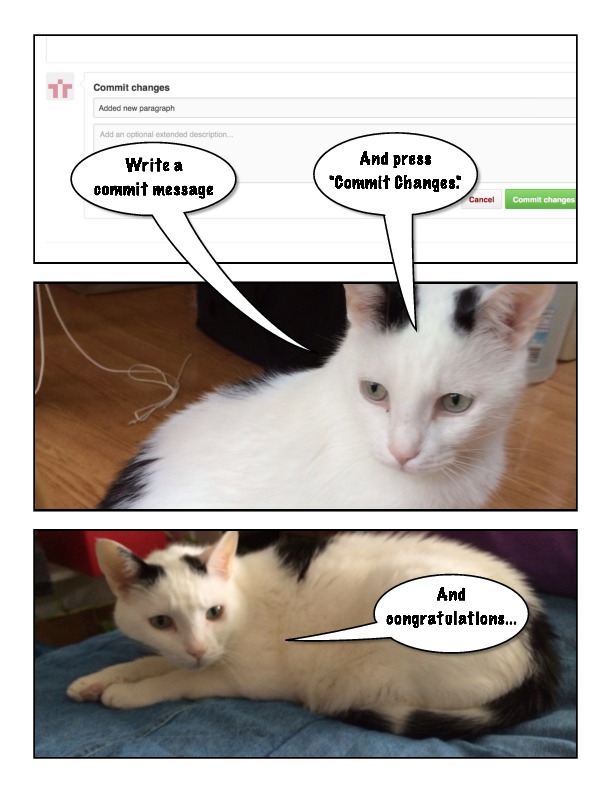 Commit changes
Added new paragraph
Add an optional extended description...
Write a
commit message
And press
"Commit Changes."
Cancel
Commit changes
And
congratulations...